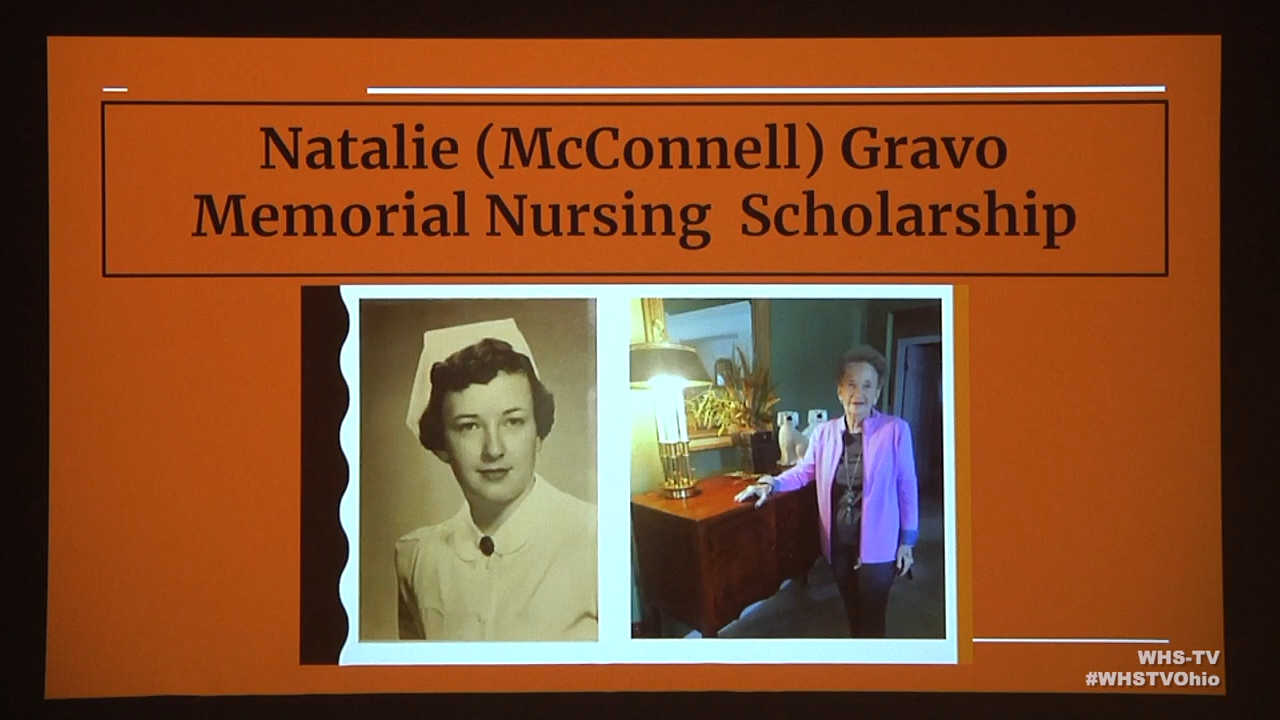 Natalie (McConnell) Gravo
Memorial Nursing Scholarship
WHS-TV
#WHSTVOhio